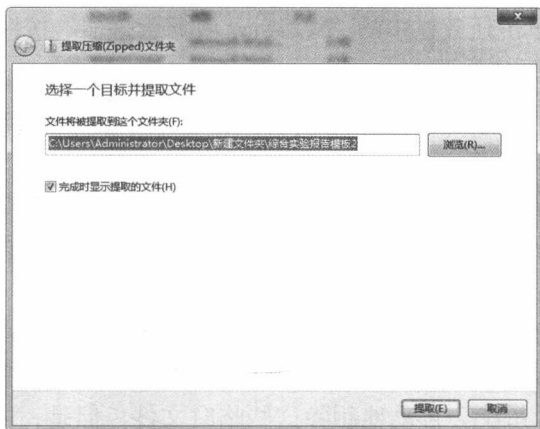 提取压缩(Zipped)文件夹
选择一个目标并提取文件
文件将被提取到这个文件夹(F):
C:\Users\Administrator\Desktop\新建文件夹\综合实验报告模板2
浏览(R)...
完成时显示提取的文件(H)
提取(E)
取消